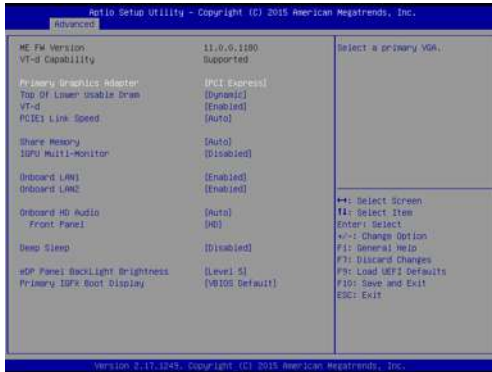 Aptio Setup Utility - Copyright (C) 2015 American Megatrends, Inc.
Advanced
ME FW Version 11.0.0.1180
VT-d Capability Supported
Primary Graphics Adapter [PCI Express]
Top Of Lower Usable Dram [Dynamic]
VT-d [Enabled]
PCIE1 Link Speed [Auto]
Share Memory [Auto]
IGPU Multi-Monitor [Disabled]
Onboard LAN1 [Enabled]
Onboard LAN2 [Enabled]
Onboard HD Audio [Auto]
Front Panel [HD]
Deep Sleep [Disabled]
eDP Panel BackLight Brightness [Level 5]
Primary IGFX Boot Display [VBIOS Default]
Select a primary VGA.
↔: Select Screen
↑↓: Select Item
Enter: Select
+/-: Change Option
F1: General Help
F7: Discard Changes
F9: Load UEFI Defaults
F10: Save and Exit
ESC: Exit
Version 2.17.1249. Copyright (C) 2015 American Megatrends, Inc.